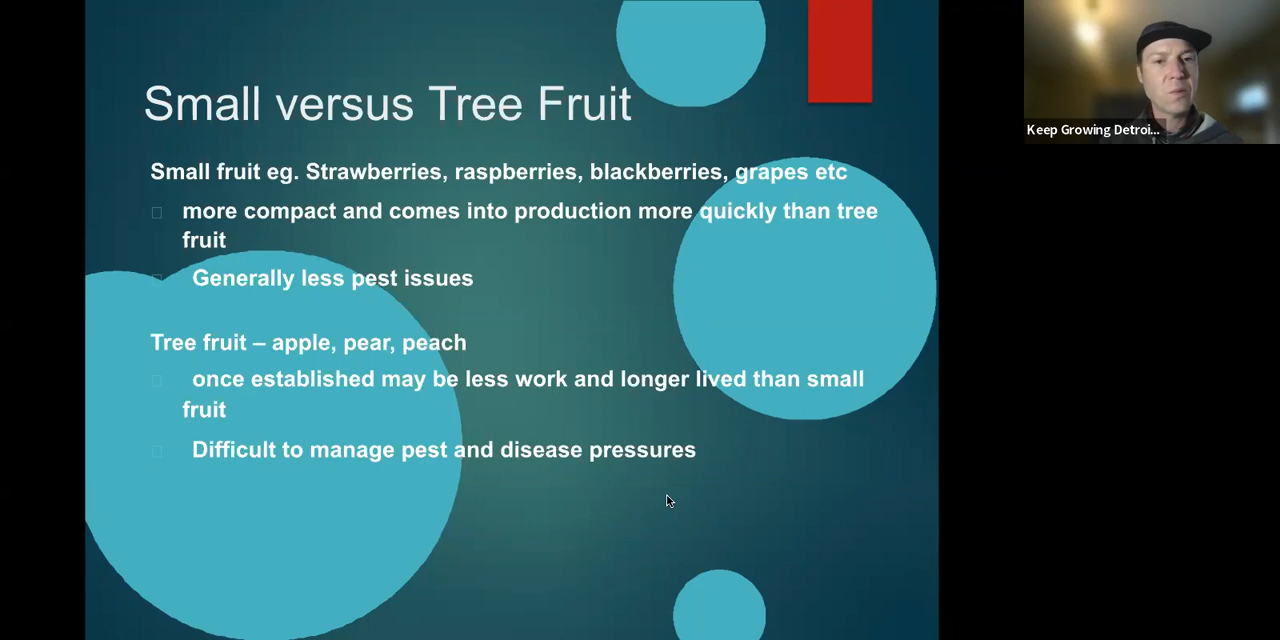 Small versus Tree Fruit
Keep Growing Detroi...
Small fruit eg. Strawberries, raspberries, blackberries, grapes etc
more compact and comes into production more quickly than tree
fruit
Generally less pest issues
Tree fruit – apple, pear, peach
once established may be less work and longer lived than small
fruit
Difficult to manage pest and disease pressures